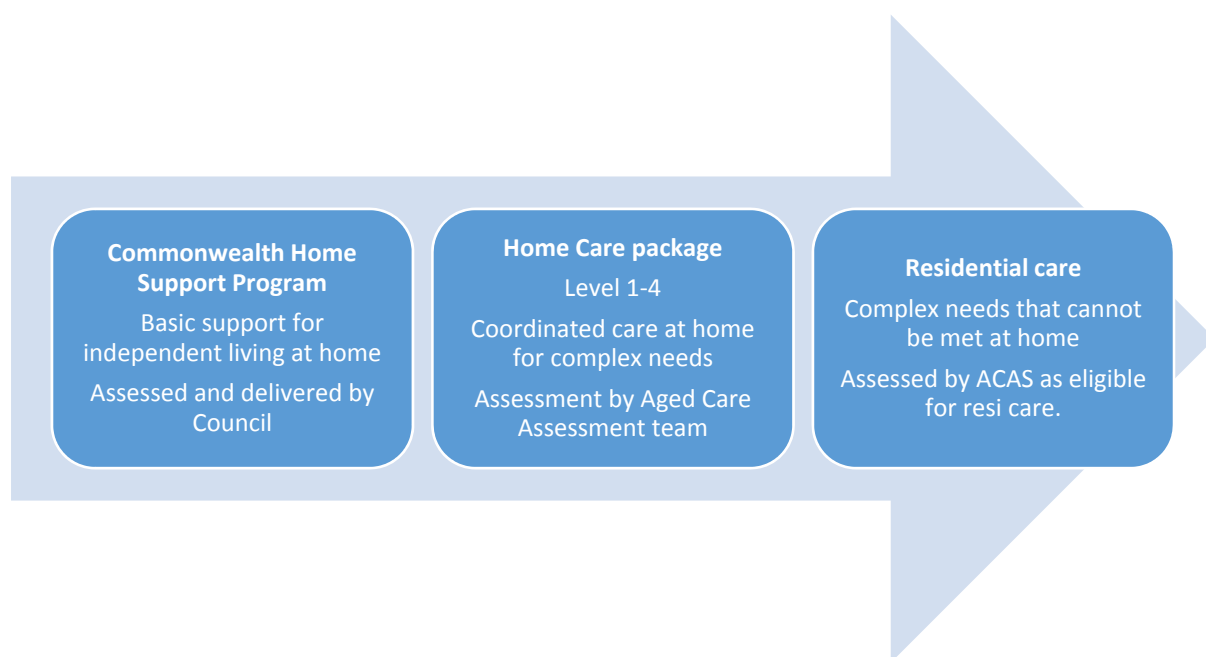 Commonwealth Home
Support Program
Basic support for
independent living at home
Assessed and delivered by
Council
Home Care package
Level 1-4
Coordinated care at home
for complex needs
Assessment by Aged Care
Assessment team
Residential care
Complex needs that cannot
be met at home
Assessed by ACAS as eligible
for resi care.